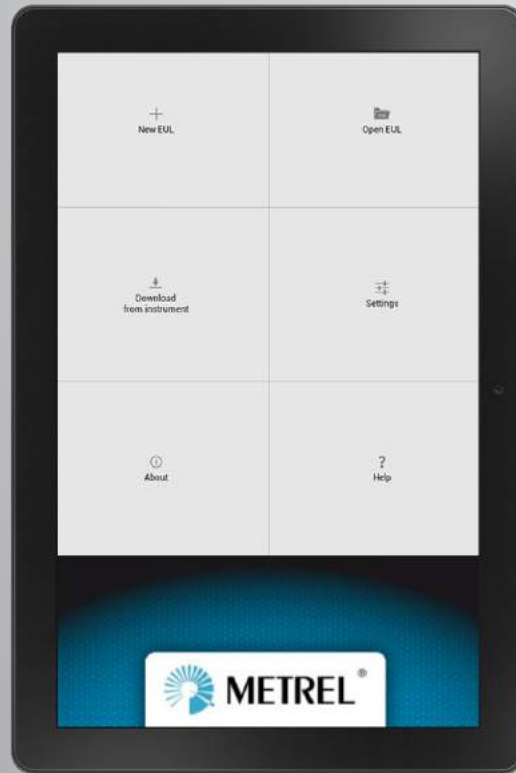 New EUL
Open EUL
Download
from instrument
Settings
About
Help
METREL®